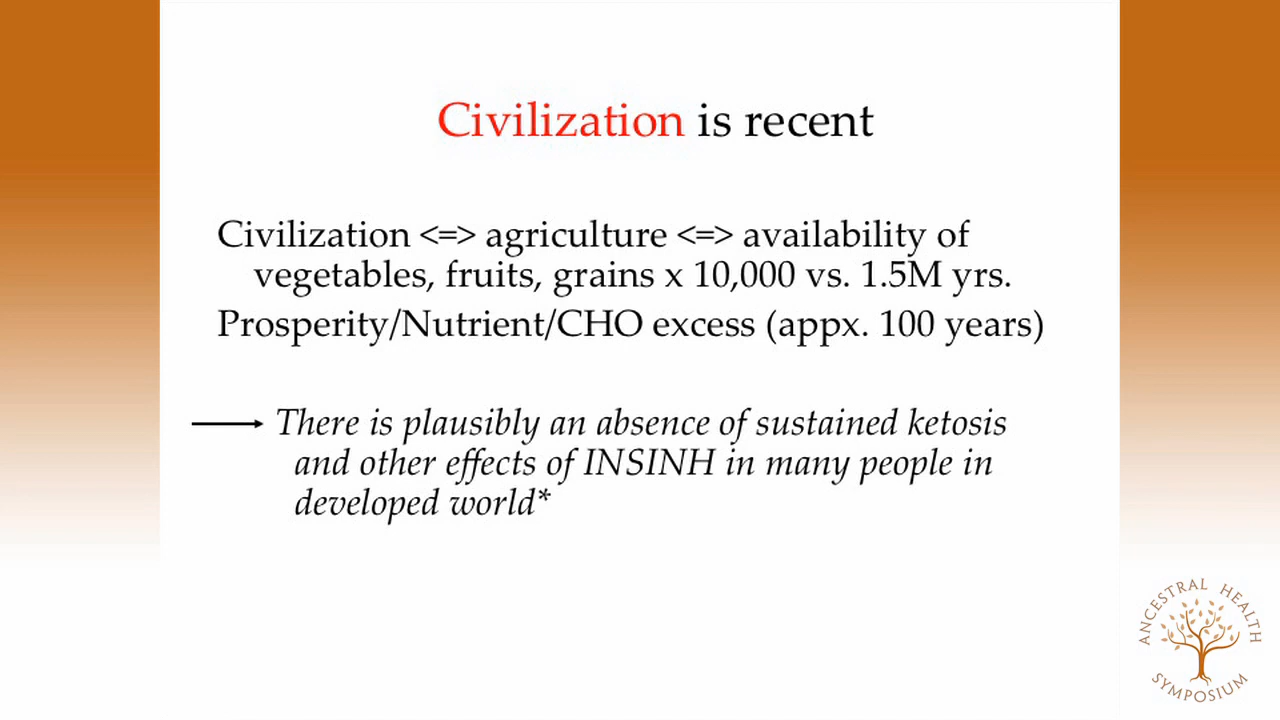 Civilization is recent
Civilization <=> agriculture <=> availability of
vegetables, fruits, grains x 10,000 vs. 1.5M yrs.
Prosperity/Nutrient/CHO excess (appx. 100 years)
There is plausibly an absence of sustained ketosis
and other effects of INSINH in many people in
developed world*
ANCESTRAL HEALTH
SYMPOSIUM